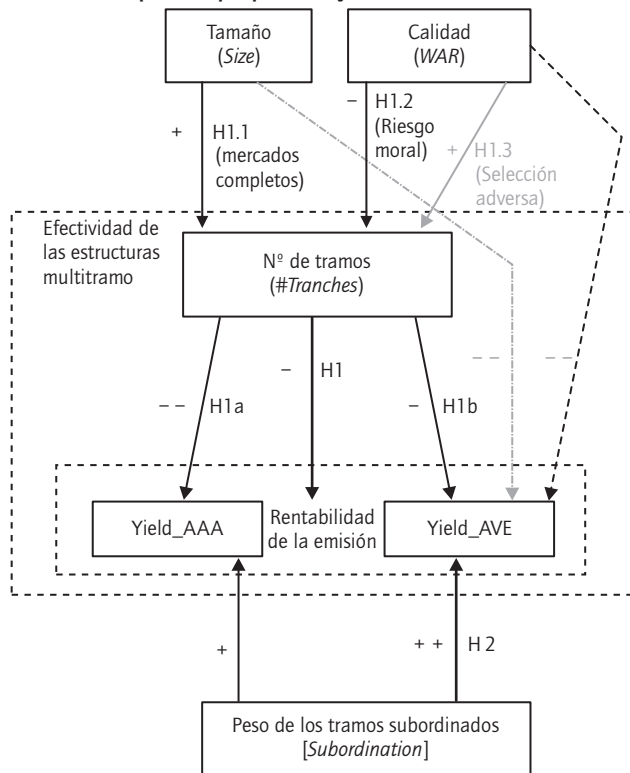 Tamaño
(Size)
Calidad
(WAR)
+
H1.1
(mercados
completos)
−
H1.2
(Riesgo
moral)
+
H1.3
(Selección
adversa)
Efectividad de
las estructuras
multitramo
Nº de tramos
(#Tranches)
− −
H1a
−
H1
−
H1b
− −
− −
Yield_AAA
Rentabilidad
de la emisión
Yield_AVE
+
+ +
H 2
Peso de los tramos subordinados
[Subordination]